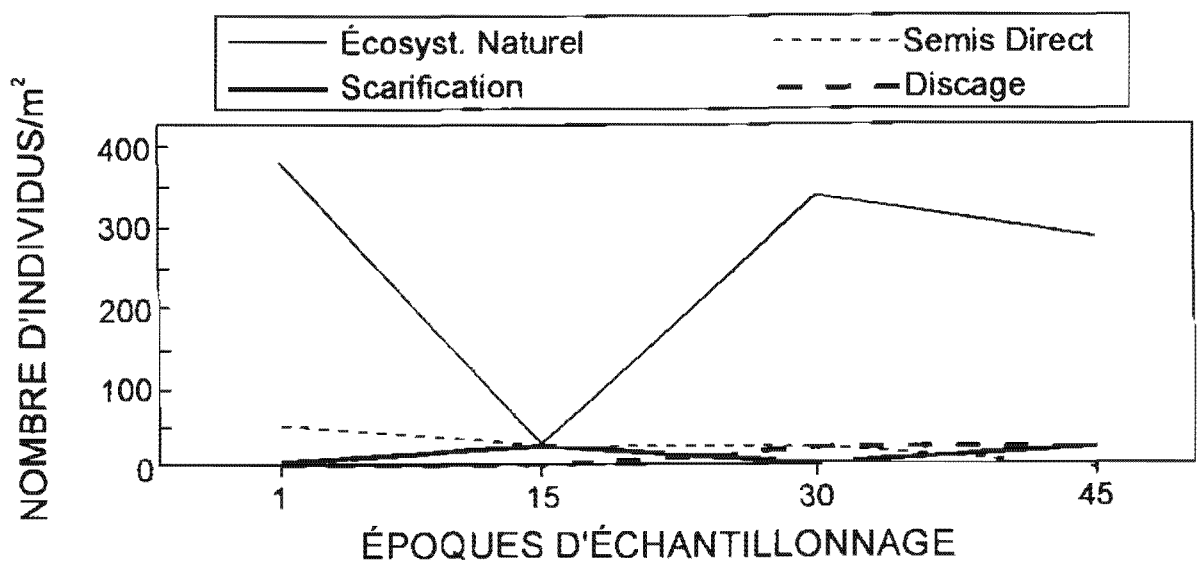 Écosyst. Naturel
Semis Direct
Scarification
Discage
NOMBRE D'INDIVIDUS/m²
400
300
200
100
0
1
15
30
45
ÉPOQUES D'ÉCHANTILLONNAGE